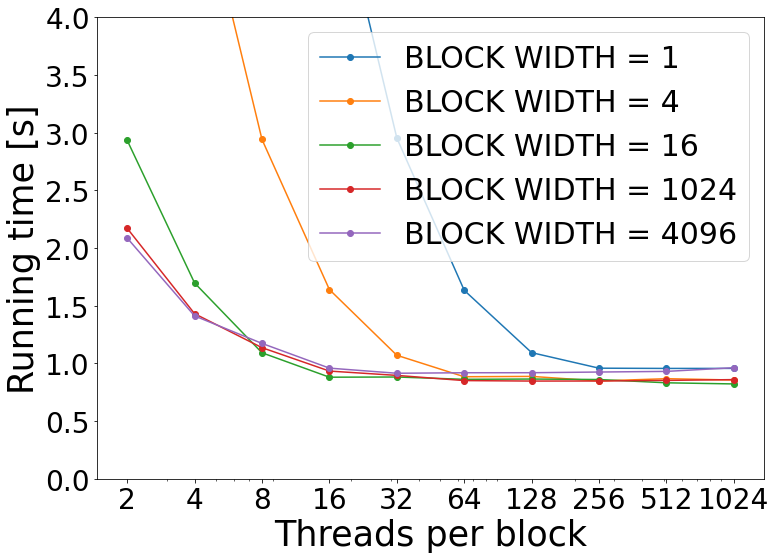 4.0
3.5
3.0
2.5
2.0
1.5
1.0
0.5
0.0
Running time [s]
BLOCK WIDTH = 1
BLOCK WIDTH = 4
BLOCK WIDTH = 16
BLOCK WIDTH = 1024
BLOCK WIDTH = 4096
2 4 8 16 32 64 128 256 512 1024
Threads per block